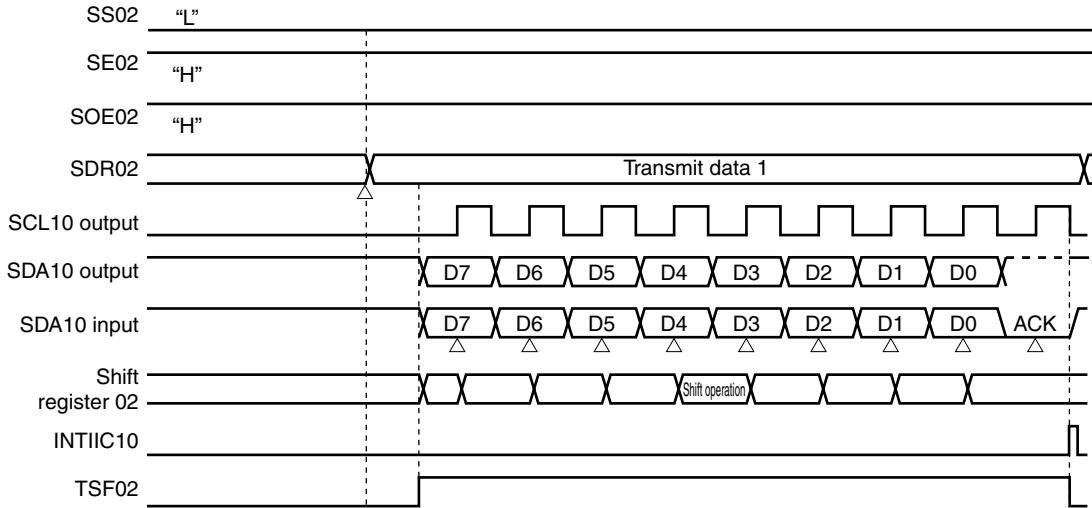 SS02 “L”
SE02 “H”
SOE02 “H”
SDR02 Transmit data 1
SCL10 output
SDA10 output D7 D6 D5 D4 D3 D2 D1 D0
SDA10 input D7 D6 D5 D4 D3 D2 D1 D0 ACK
Shift
register 02 Shift operation
INTIIC10
TSF02